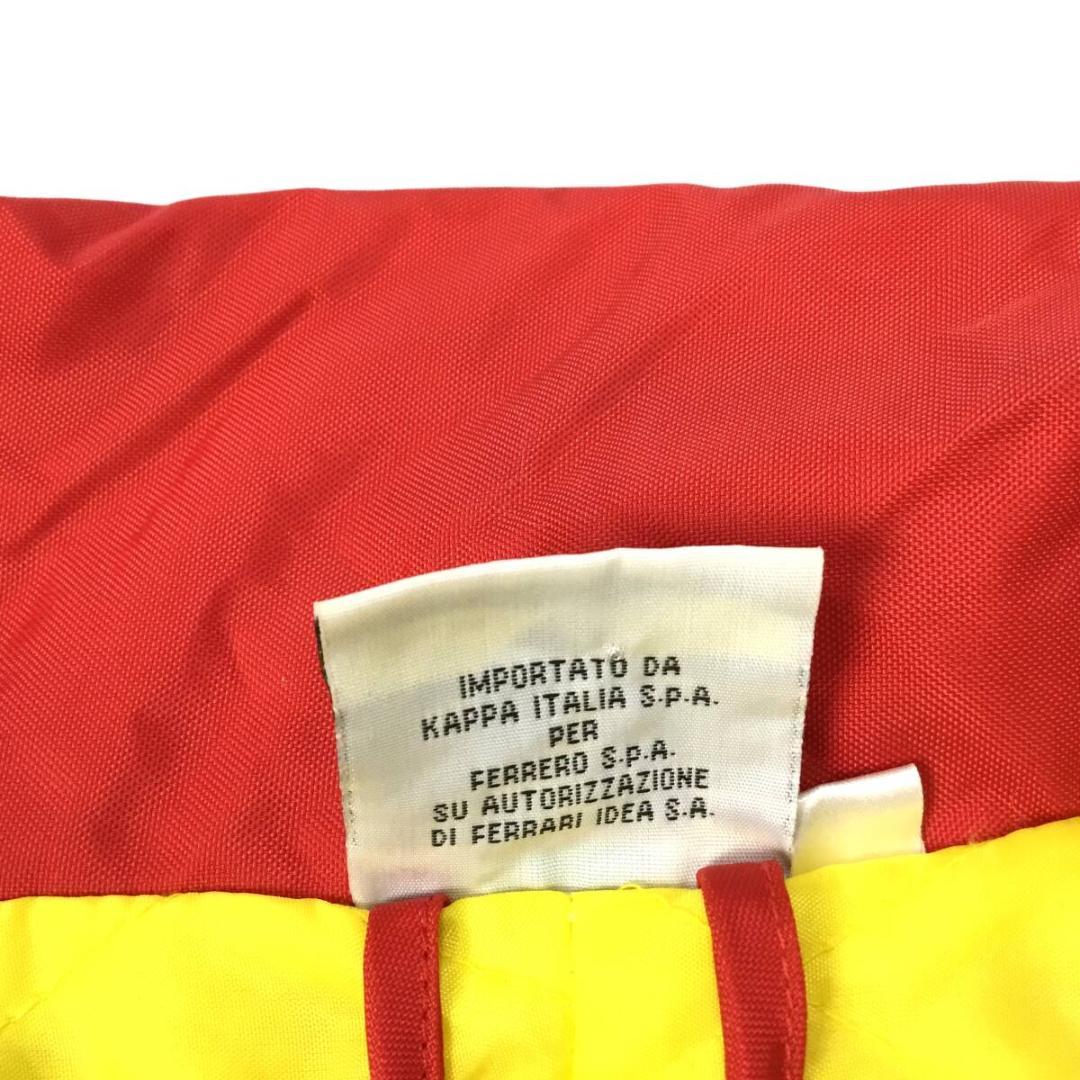 IMPORTATO DA
KAPPA ITALIA S.P.A.
PER
FERRERO S.P.A.
SU AUTORIZZAZIONE
DI FERRARI IDEA S.A.